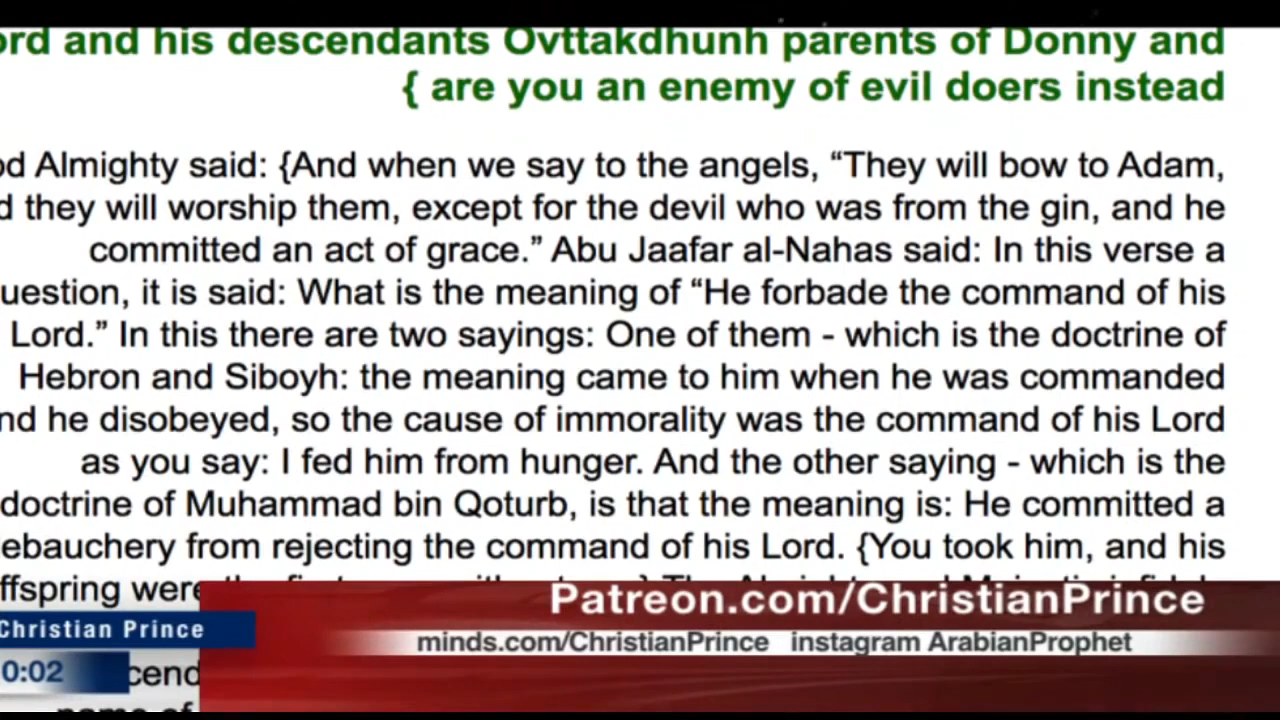 ord and his descendants Ovttakdhunh parents of Donny and
{ are you an enemy of evil doers instead
od Almighty said: {And when we say to the angels, “They will bow to Adam,
d they will worship them, except for the devil who was from the gin, and he
committed an act of grace.” Abu Jaafar al-Nahas said: In this verse a
uestion, it is said: What is the meaning of “He forbade the command of his
Lord.” In this there are two sayings: One of them - which is the doctrine of
Hebron and Siboyh: the meaning came to him when he was commanded
nd he disobeyed, so the cause of immorality was the command of his Lord
as you say: I fed him from hunger. And the other saying - which is the
doctrine of Muhammad bin Qoturb, is that the meaning is: He committed a
ebauchery from rejecting the command of his Lord. {You took him, and his
ffspring were
Patreon.com/ChristianPrince
Christian Prince
minds.com/ChristianPrince instagram ArabianProphet
0:02
cend